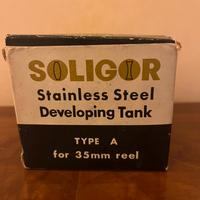 SOLIGOR
Stainless Steel
Developing Tank
TYPE A
for 35mm reel